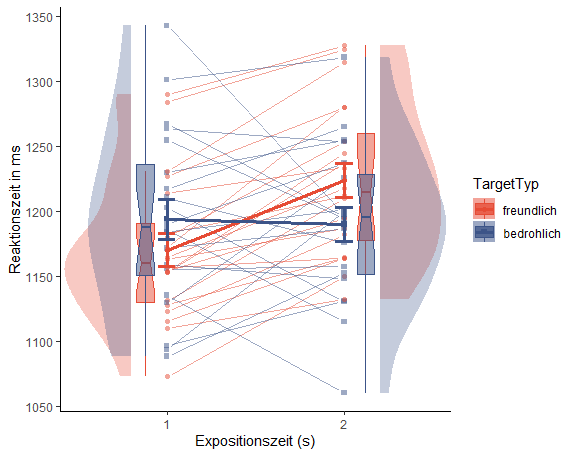 Reaktionszeit in ms
1350
1300
1250
1200
1150
1100
1050
1
2
Expositionszeit (s)
TargetTyp
freundlich
bedrohlich